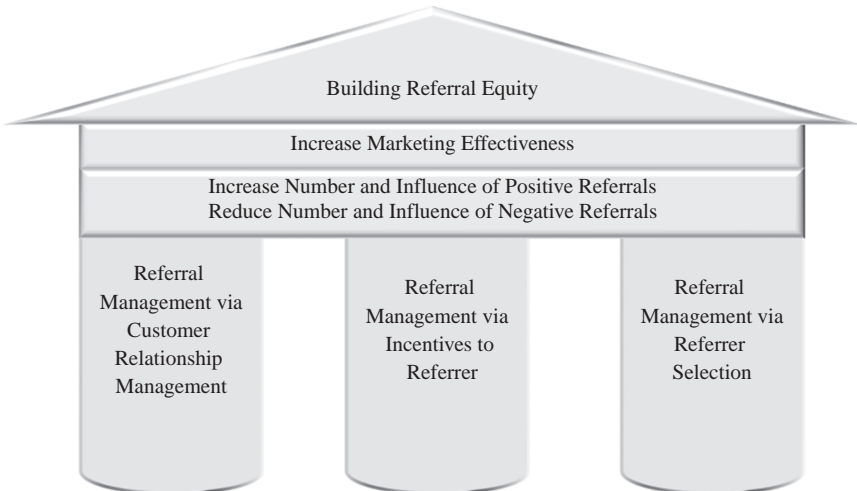 Building Referral Equity
Increase Marketing Effectiveness
Increase Number and Influence of Positive Referrals
Reduce Number and Influence of Negative Referrals
Referral
Management via
Customer
Relationship
Management
Referral
Management via
Incentives to
Referrer
Referral
Management via
Referrer
Selection